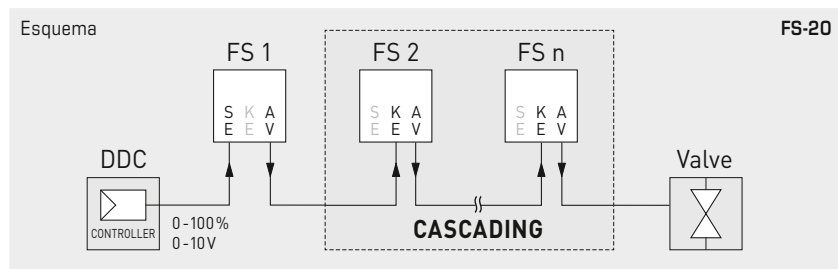 Esquema
FS-20
FS 1
FS 2
FS n
S K A
E E V
S K A
E E V
S K A
E E V
DDC
CONTROLLER
0-100%
0-10V
CASCADING
Valve